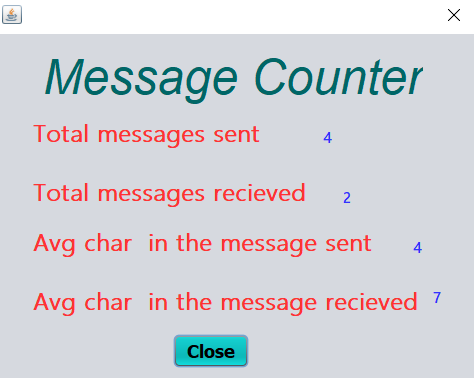 Message Counter
Total messages sent 4
Total messages recieved 2
Avg char  in the message sent 4
Avg char  in the message recieved 7
Close